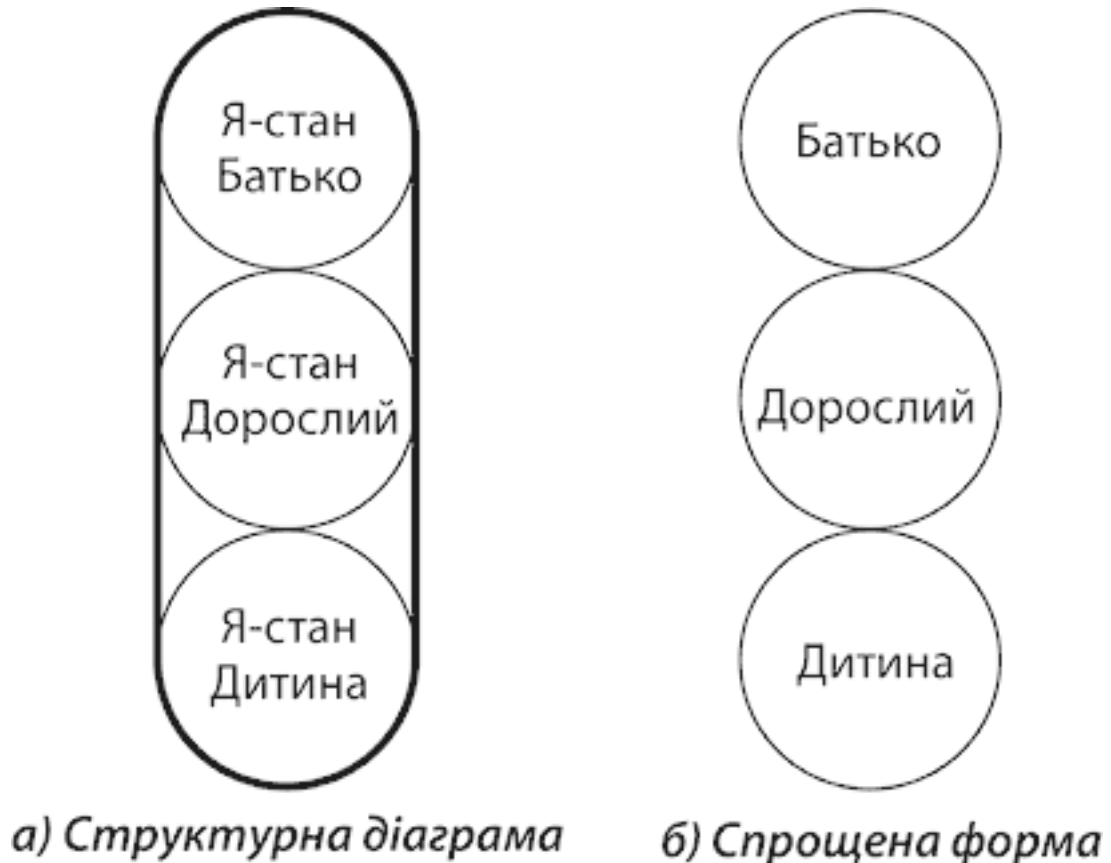 Я-стан
Батько
Я-стан
Дорослий
Я-стан
Дитина
а) Структурна діаграма
Батько
Дорослий
Дитина
б) Спрощена форма